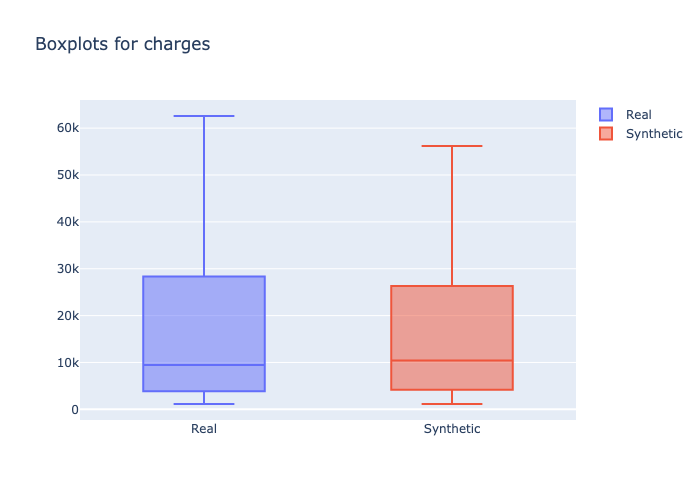 Boxplots for charges
60k
50k
40k
30k
20k
10k
0
Real
Synthetic
Real
Synthetic